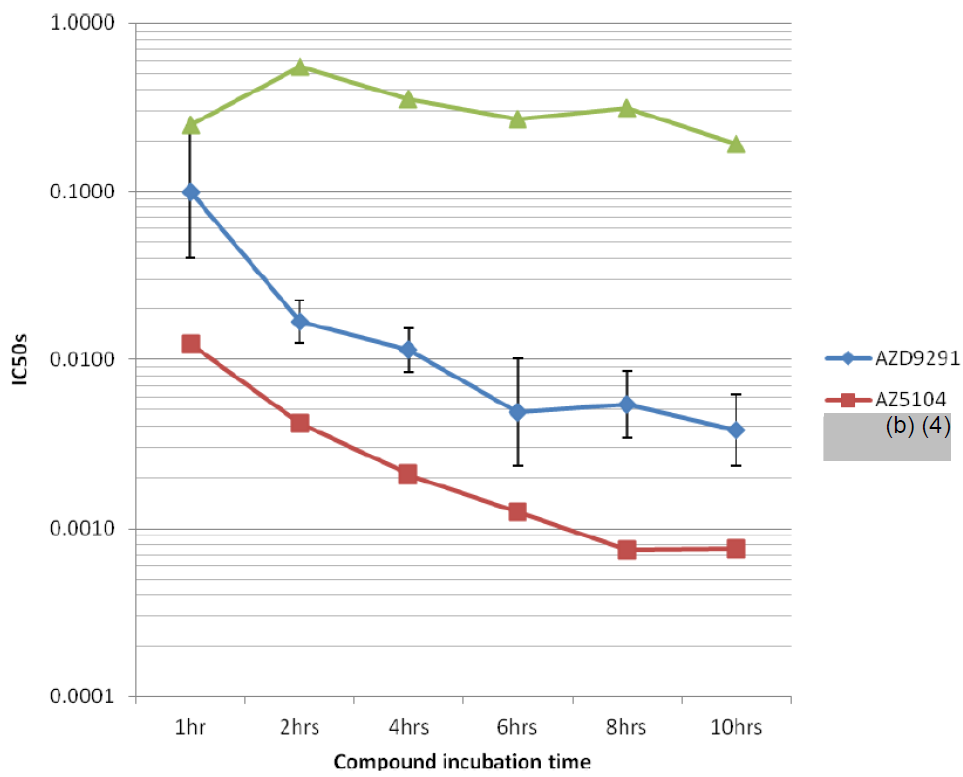 1.0000
0.1000
0.0100
0.0010
0.0001
IC50s
1hr 2hrs 4hrs 6hrs 8hrs 10hrs
Compound incubation time
AZD9291
AZ5104
(b) (4)